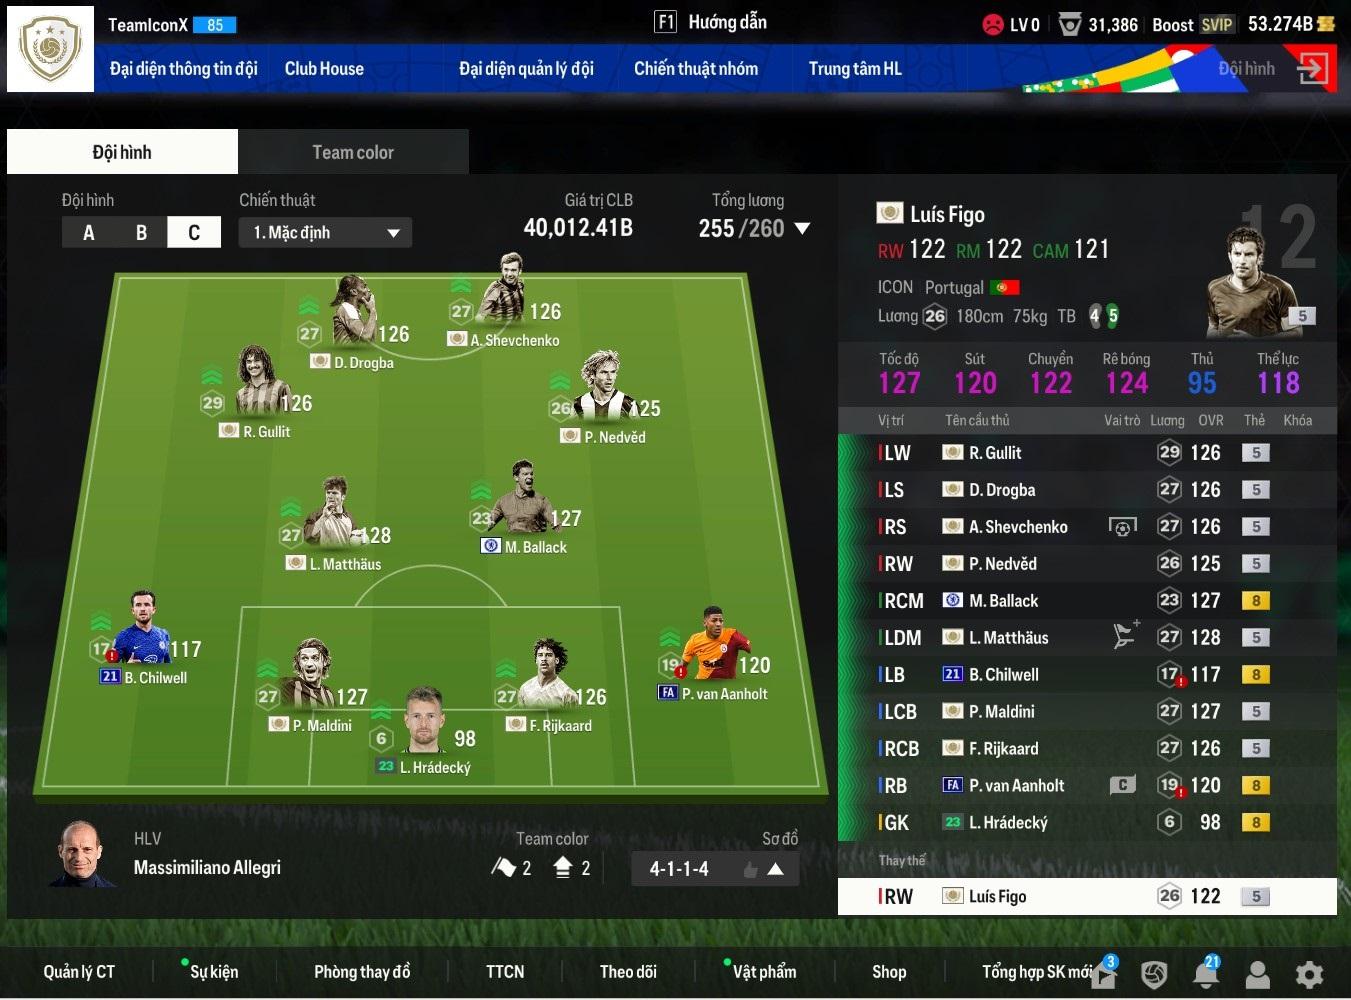 TeamIconX 85
F1 Hướng dẫn
LV 0 31,386 Boost SVIP 53.274B
Đại diện thông tin đội Club House Đại diện quản lý đội Chiến thuật nhóm Trung tâm HL Đội hình
Đội hình Team color
Đội hình Chiến thuật Giá trị CLB Tổng lương
A B C 1. Mặc định 40,012.41B 255 /260
27 126
A. Shevchenko
27 126
D. Drogba
29 126
R. Gullit
26 125
P. Nedvěd
23 127
M. Ballack
27 128
L. Matthäus
17 ! 117
21 B. Chilwell
19 ! 120
FA P. van Aanholt
27 127
P. Maldini
27 126
F. Rijkaard
6 98
23 L. Hrádecký
HLV
Massimiliano Allegri
Team color
2 2
Sơ đồ
4-1-1-4
12
Luís Figo
RW 122 RM 122 CAM 121
ICON Portugal
Lương 26 180cm 75kg TB 4 5
5
Tốc độ Sút Chuyền Rê bóng Thủ Thể lực
127 120 122 124 95 118
Vị trí Tên cầu thủ Vai trò Lương OVR Thẻ Khóa
LW R. Gullit 29 126 5
LS D. Drogba 27 126 5
RS A. Shevchenko 27 126 5
RW P. Nedvěd 26 125 5
RCM M. Ballack 23 127 8
LDM L. Matthäus 27 128 5
LB 21 B. Chilwell 17 ! 117 8
LCB P. Maldini 27 127 5
RCB F. Rijkaard 27 126 5
RB FA P. van Aanholt C 19 ! 120 8
GK 23 L. Hrádecký 6 98 8
Thay thế
RW Luís Figo 26 122 5
Quản lý CT Sự kiện Phòng thay đồ TTCN Theo dõi Vật phẩm Shop Tổng hợp SK mới 3 21